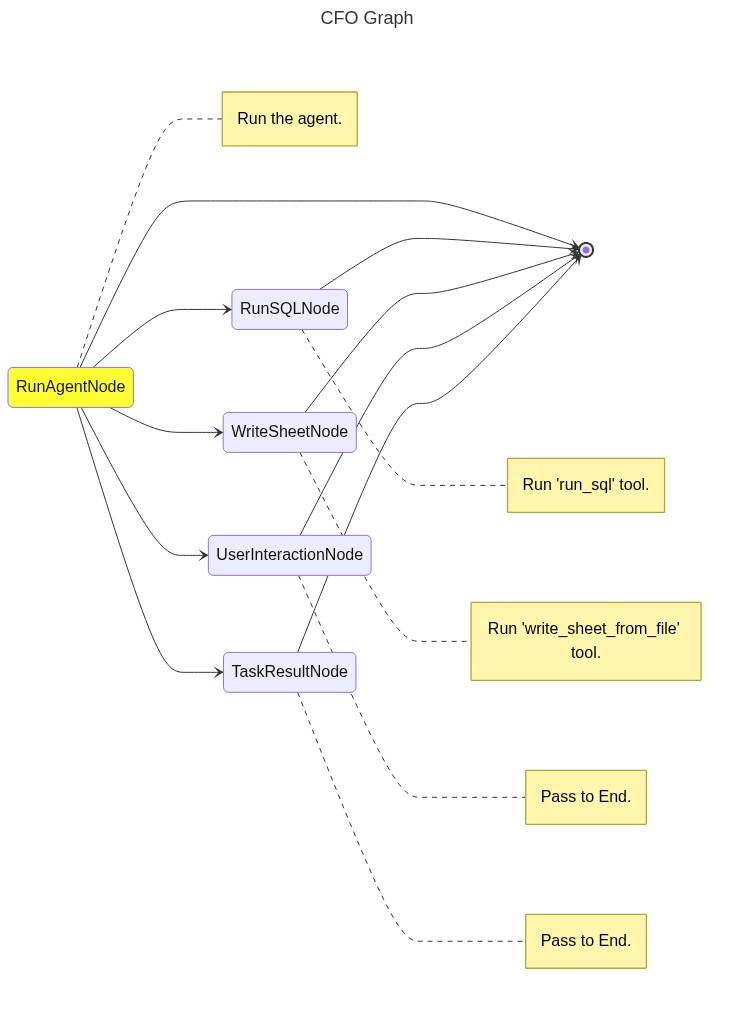 CFO Graph
Run the agent.
RunSQLNode
RunAgentNode
WriteSheetNode
Run 'run_sql' tool.
UserInteractionNode
Run 'write_sheet_from_file'
tool.
TaskResultNode
Pass to End.
Pass to End.